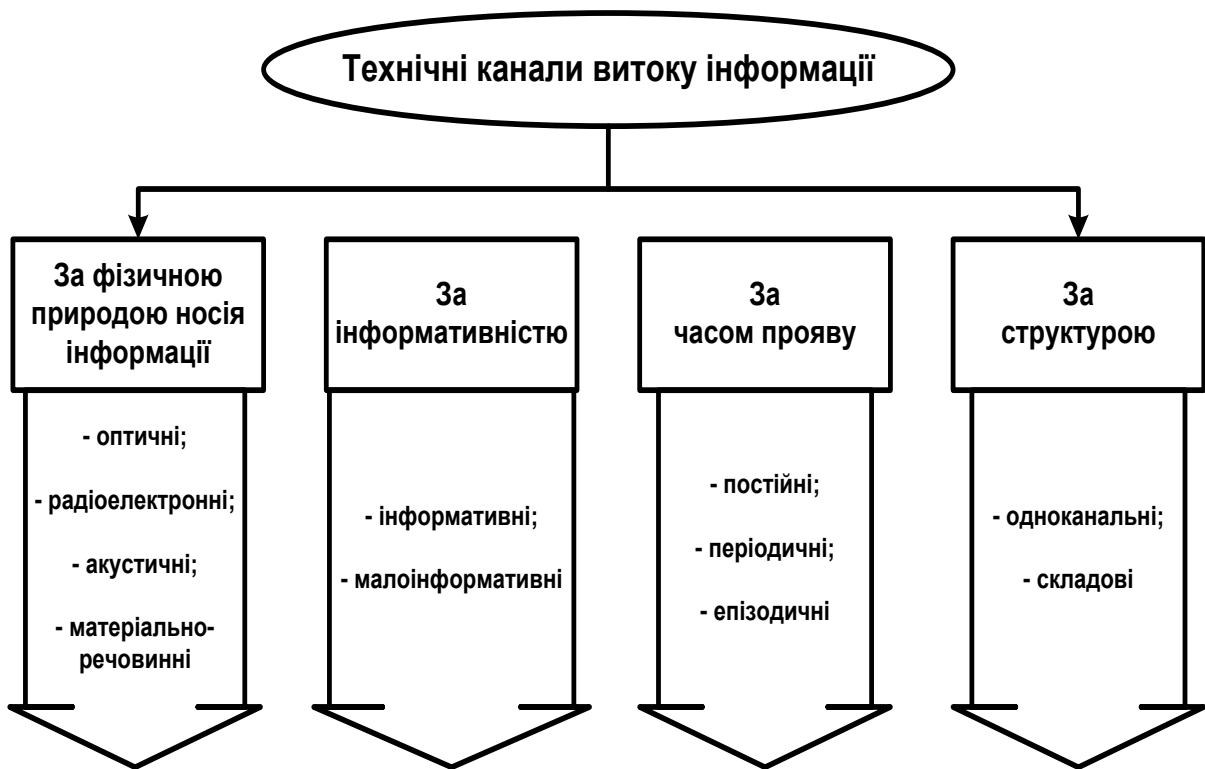 Технічні канали витоку інформації
За фізичною
природою носія
інформації
За
інформативністю
За
часом прояву
За
структурою
- оптичні;
- радіоелектронні;
- акустичні;
- матеріально-
речовинні
- інформативні;
- малоінформативні
- постійні;
- періодичні;
- епізодичні
- одноканальні;
- складові